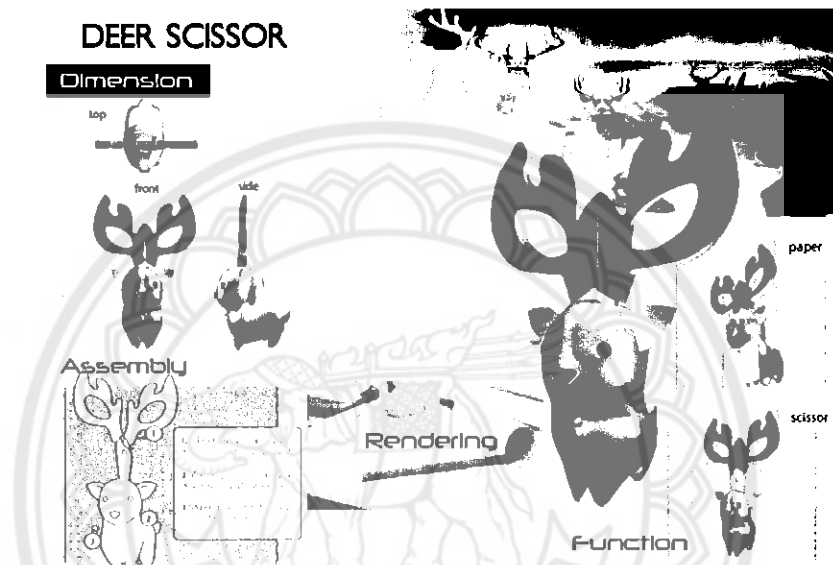 DEER SCISSOR
Dimension
top
front
side
Assembly
Rendering
paper
scissor
Function